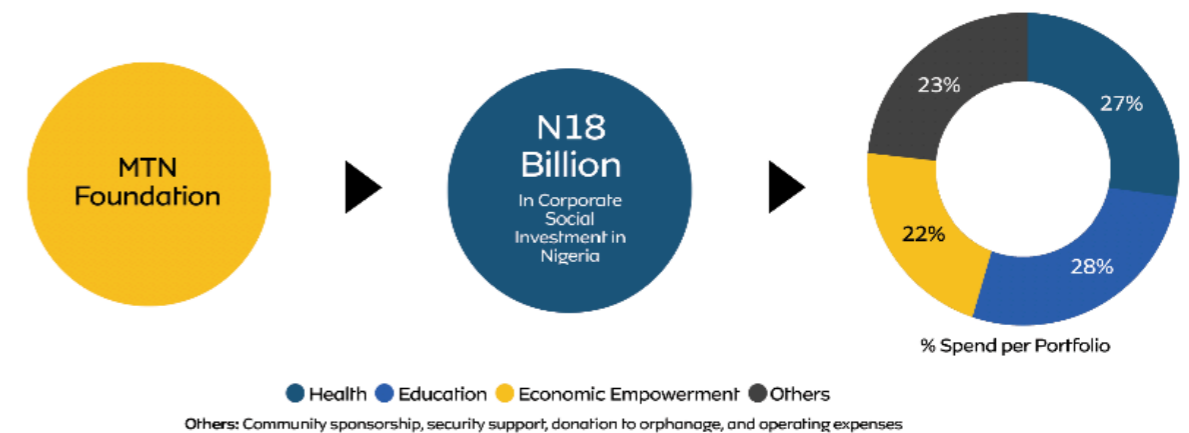 MTN
Foundation
N18
Billion
In Corporate
Social
Investment in
Nigeria
23%
27%
22%
28%
% Spend per Portfolio
Health Education Economic Empowerment Others
Others: Community sponsorship, security support, donation to orphanage, and operating expenses